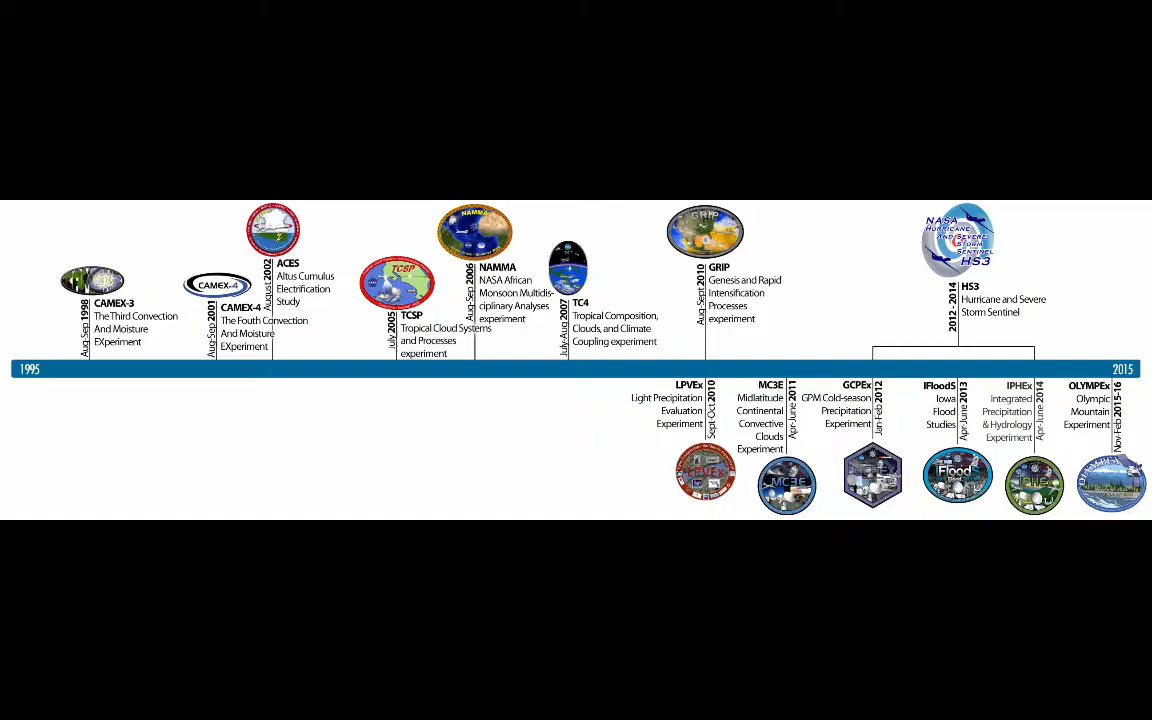 NAMMA
GRIP
NASA
HURRICANE
AND SEVERE
STORM
SENTINEL
HS3
TCSP
CAMEX-4
Aug-Sep 1998
CAMEX-3
The Third Convection
And Moisture
EXperiment
Aug-Sep 2001
CAMEX-4
The Fouth Convection
And Moisture
EXperiment
August 2002
ACES
Altus Cumulus
Electrification
Study
July 2005
TCSP
Tropical Cloud Systems
and Processes
experiment
Aug-Sep 2006
NAMMA
NASA African
Monsoon Multidis-
ciplinary Analyses
experiment
July-Aug 2007
TC4
Tropical Composition,
Clouds, and Climate
Coupling experiment
Aug-Sept 2010
GRIP
Genesis and Rapid
Intensification
Processes
experiment
2012 - 2014
HS3
Hurricane and Severe
Storm Sentinel
1995
2015
LPVEx
Light Precipitation
Evaluation
Experiment
Sept-Oct 2010
MC3E
Midlatitude
Continental
Convective
Clouds
Experiment
Apr-June 2011
GCPEx
GPM Cold-season
Precipitation
Experiment
Jan-Feb 2012
IFloodS
Iowa
Flood
Studies
Apr-June 2013
IPHEx
Integrated
Precipitation
& Hydrology
Experiment
Apr-June 2014
OLYMPEx
Olympic
Mountain
Experiment
Nov-Feb 2015-16
LPVEx
MC3E
GCPEx
IFloodS
IPHEx
OLYMPEX